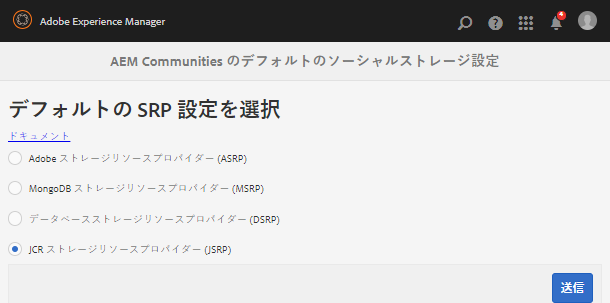 Adobe Experience Manager
4
AEM Communities のデフォルトのソーシャルストレージ設定
デフォルトの SRP 設定を選択
ドキュメント
Adobe ストレージリソースプロバイダー (ASRP)
MongoDB ストレージリソースプロバイダー (MSRP)
データベースストレージリソースプロバイダー (DSRP)
JCR ストレージリソースプロバイダー (JSRP)
送信